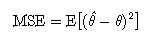 MSE = E[(θ̂ − θ)²]